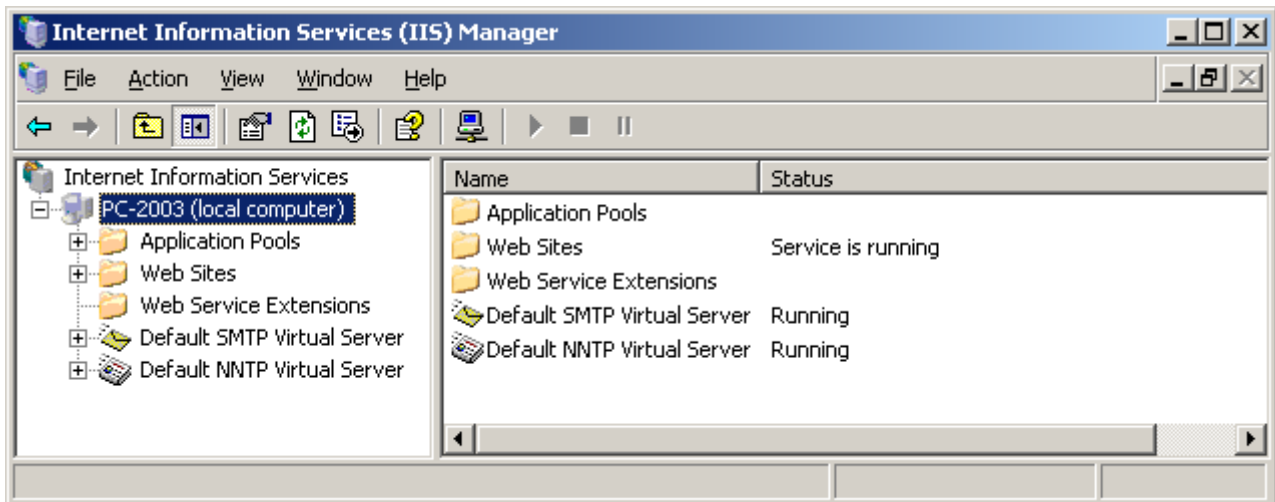 Internet Information Services (IIS) Manager
File Action View Window Help
Internet Information Services
PC-2003 (local computer)
Application Pools
Web Sites
Web Service Extensions
Default SMTP Virtual Server
Default NNTP Virtual Server
Name Status
Application Pools
Web Sites Service is running
Web Service Extensions
Default SMTP Virtual Server Running
Default NNTP Virtual Server Running